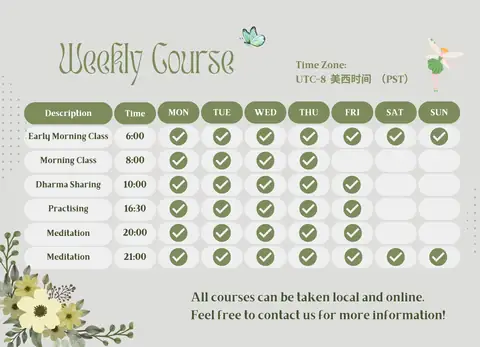 Weekly Course
Time Zone:
UTC-8 美西时间 （PST）
Description Time MON TUE WED THU FRI SAT SUN
Early Morning Class 6:00
Morning Class 8:00
Dharma Sharing 10:00
Practising 16:30
Meditation 20:00
Meditation 21:00
All courses can be taken local and online.
Feel free to contact us for more information!